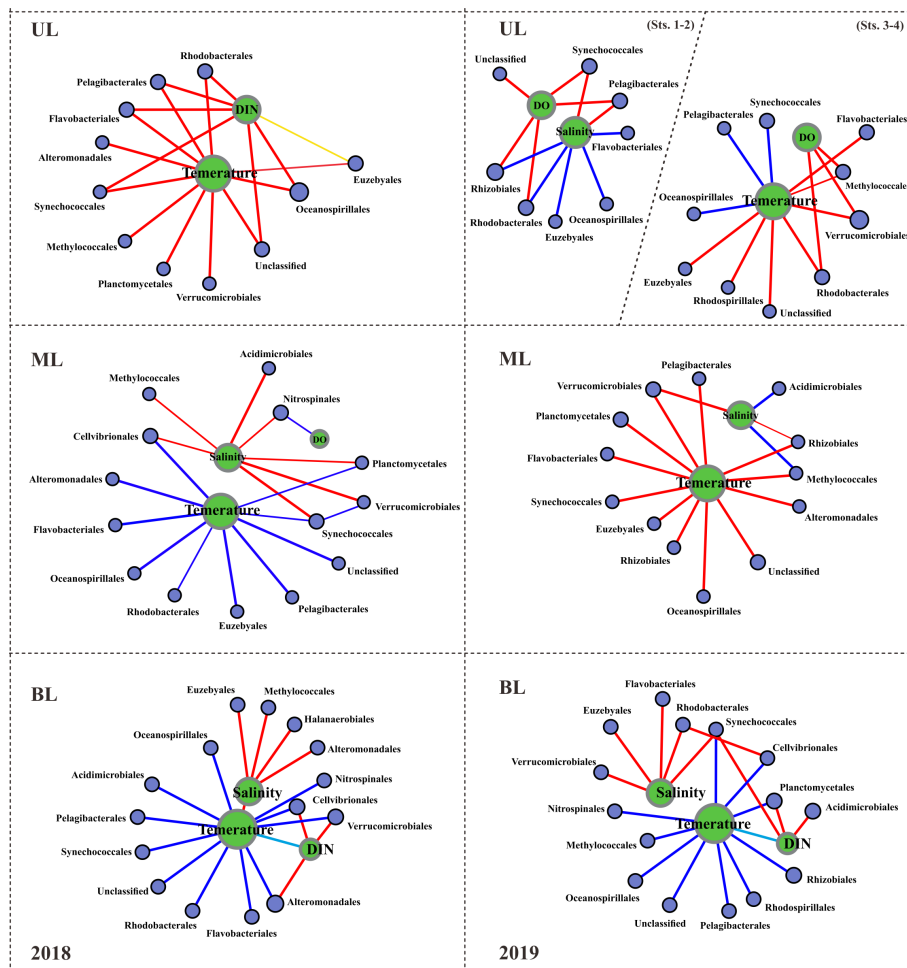 UL
Rhodobacterales
Pelagibacterales
DIN
Flavobacteriales
Alteromonadales
Temerature
Euzebyales
Synechococcales
Oceanospirillales
Methylococcales
Unclassified
Planctomycetales
Verrucomicrobiales
UL
(Sts. 1-2)
Synechococcales
Unclassified
Pelagibacterales
DO
Salinity
Flavobacteriales
Rhizobiales
Rhodobacterales
Oceanospirillales
Euzebyales
(Sts. 3-4)
Synechococcales
Pelagibacterales
Flavobacteriales
DO
Methylococcale
Oceanospirillales
Temerature
Verrucomicrobiales
Euzebyales
Rhodobacterales
Rhodospirillales
Unclassified
ML
Acidimicrobiales
Methylococcales
Nitrospinales
Cellvibrionales
DO
Salinity
Planctomycetales
Alteromonadales
Verrucomicrobiales
Temerature
Flavobacteriales
Synechococcales
Unclassified
Oceanospirillales
Rhodobacterales
Pelagibacterales
Euzebyales
ML
Pelagibacterales
Verrucomicrobiales
Acidimicrobiales
Planctomycetales
Salinity
Rhizobiales
Flavobacteriales
Methylococcales
Temerature
Synechococcales
Alteromonadales
Euzebyales
Rhizobiales
Unclassified
Oceanospirillales
BL
Euzebyales
Methylococcales
Halanaerobiales
Oceanospirillales
Alteromonadales
Acidimicrobiales
Nitrospinales
Salinity
Cellvibrionales
Pelagibacterales
Temerature
Verrucomicrobiales
Synechococcales
DIN
Unclassified
Alteromonadales
Rhodobacterales
Flavobacteriales
2018
BL
Flavobacteriales
Rhodobacterales
Euzebyales
Synechococcales
Cellvibrionales
Verrucomicrobiales
Planctomycetales
Salinity
Acidimicrobiales
Nitrospinales
Temerature
Methylococcales
DIN
Rhizobiales
Oceanospirillales
Rhodospirillales
Unclassified
Pelagibacterales
2019